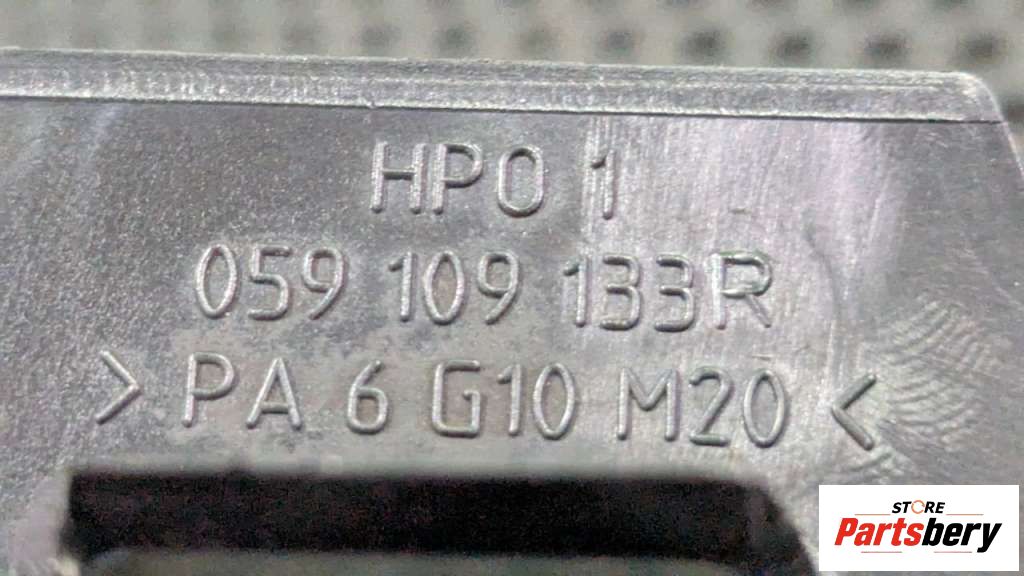 HPO 1
059 109 133R
> PA 6 G10 M20 <
STORE
Partsbery